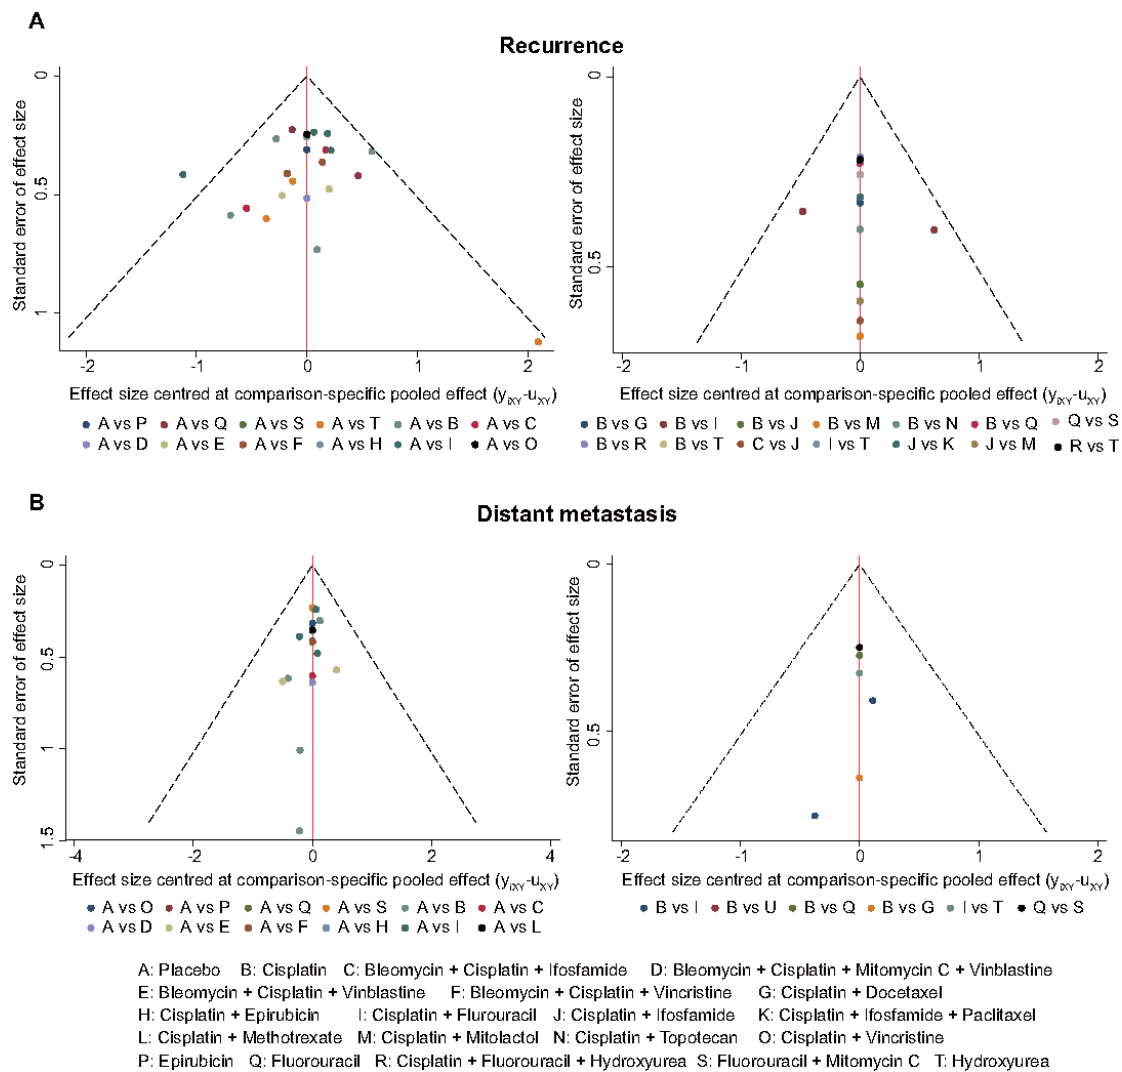 A
Recurrence
Standard error of effect size
0
0.5
1
-2 -1 0 1 2
Effect size centred at comparison-specific pooled effect (yiXY-uXY)
A vs P A vs Q A vs S A vs T A vs B A vs C
A vs D A vs E A vs F A vs H A vs I A vs O
Standard error of effect size
0
0.5
-2 -1 0 1 2
Effect size centred at comparison-specific pooled effect (yiXY-uXY)
B vs G B vs I B vs J B vs M B vs N B vs Q Q vs S
B vs R B vs T C vs J I vs T J vs K J vs M R vs T
B
Distant metastasis
Standard error of effect size
0
0.5
1
1.5
-4 -2 0 2 4
Effect size centred at comparison-specific pooled effect (yiXY-uXY)
A vs O A vs P A vs Q A vs S A vs B A vs C
A vs D A vs E A vs F A vs H A vs I A vs L
Standard error of effect size
0
0.5
-2 -1 0 1 2
Effect size centred at comparison-specific pooled effect (yiXY-uXY)
B vs I B vs U B vs Q B vs G I vs T Q vs S
A: Placebo B: Cisplatin C: Bleomycin + Cisplatin + Ifosfamide D: Bleomycin + Cisplatin + Mitomycin C + Vinblastine
E: Bleomycin + Cisplatin + Vinblastine F: Bleomycin + Cisplatin + Vincristine G: Cisplatin + Docetaxel
H: Cisplatin + Epirubicin I: Cisplatin + Flurouracil J: Cisplatin + Ifosfamide K: Cisplatin + Ifosfamide + Paclitaxel
L: Cisplatin + Methotrexate M: Cisplatin + Mitolactol N: Cisplatin + Topotecan O: Cisplatin + Vincristine
P: Epirubicin Q: Fluorouracil R: Cisplatin + Fluorouracil + Hydroxyurea S: Fluorouracil + Mitomycin C T: Hydroxyurea